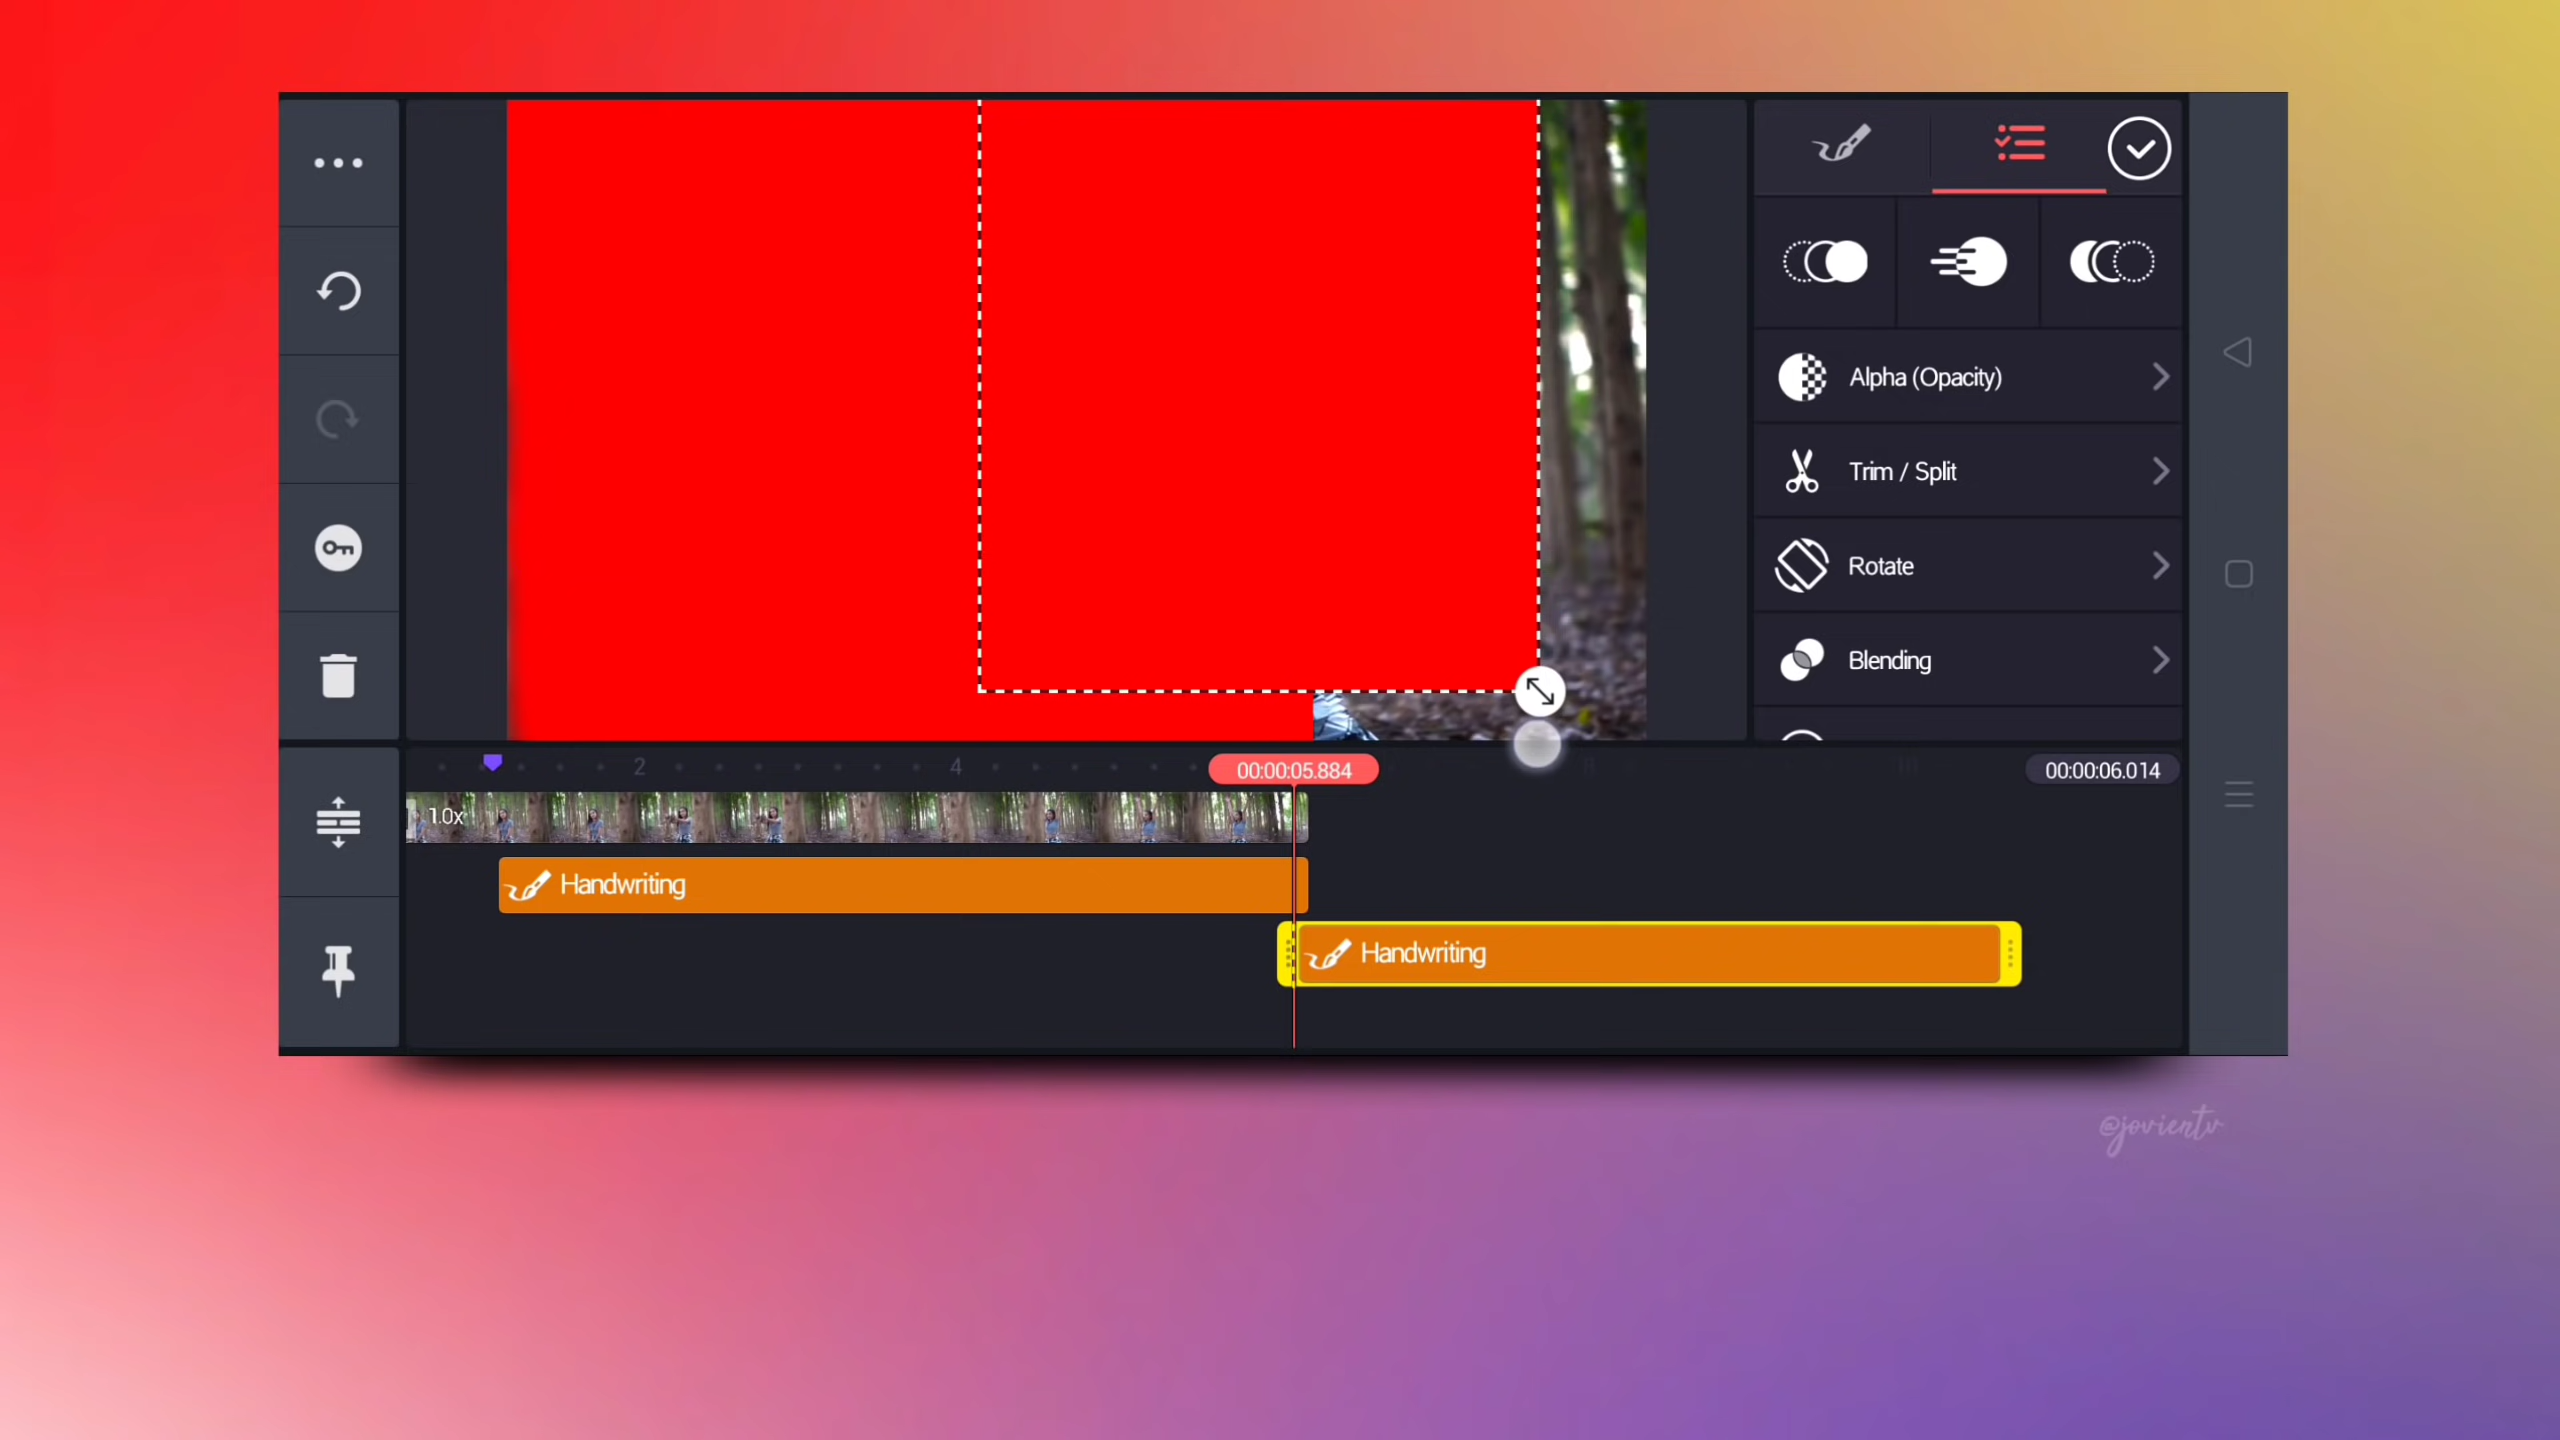 Alpha (Opacity)
Trim / Split
Rotate
Blending
2
4
00:00:05.884
8
00:00:06.014
1.0x
Handwriting
Handwriting
@jovientv